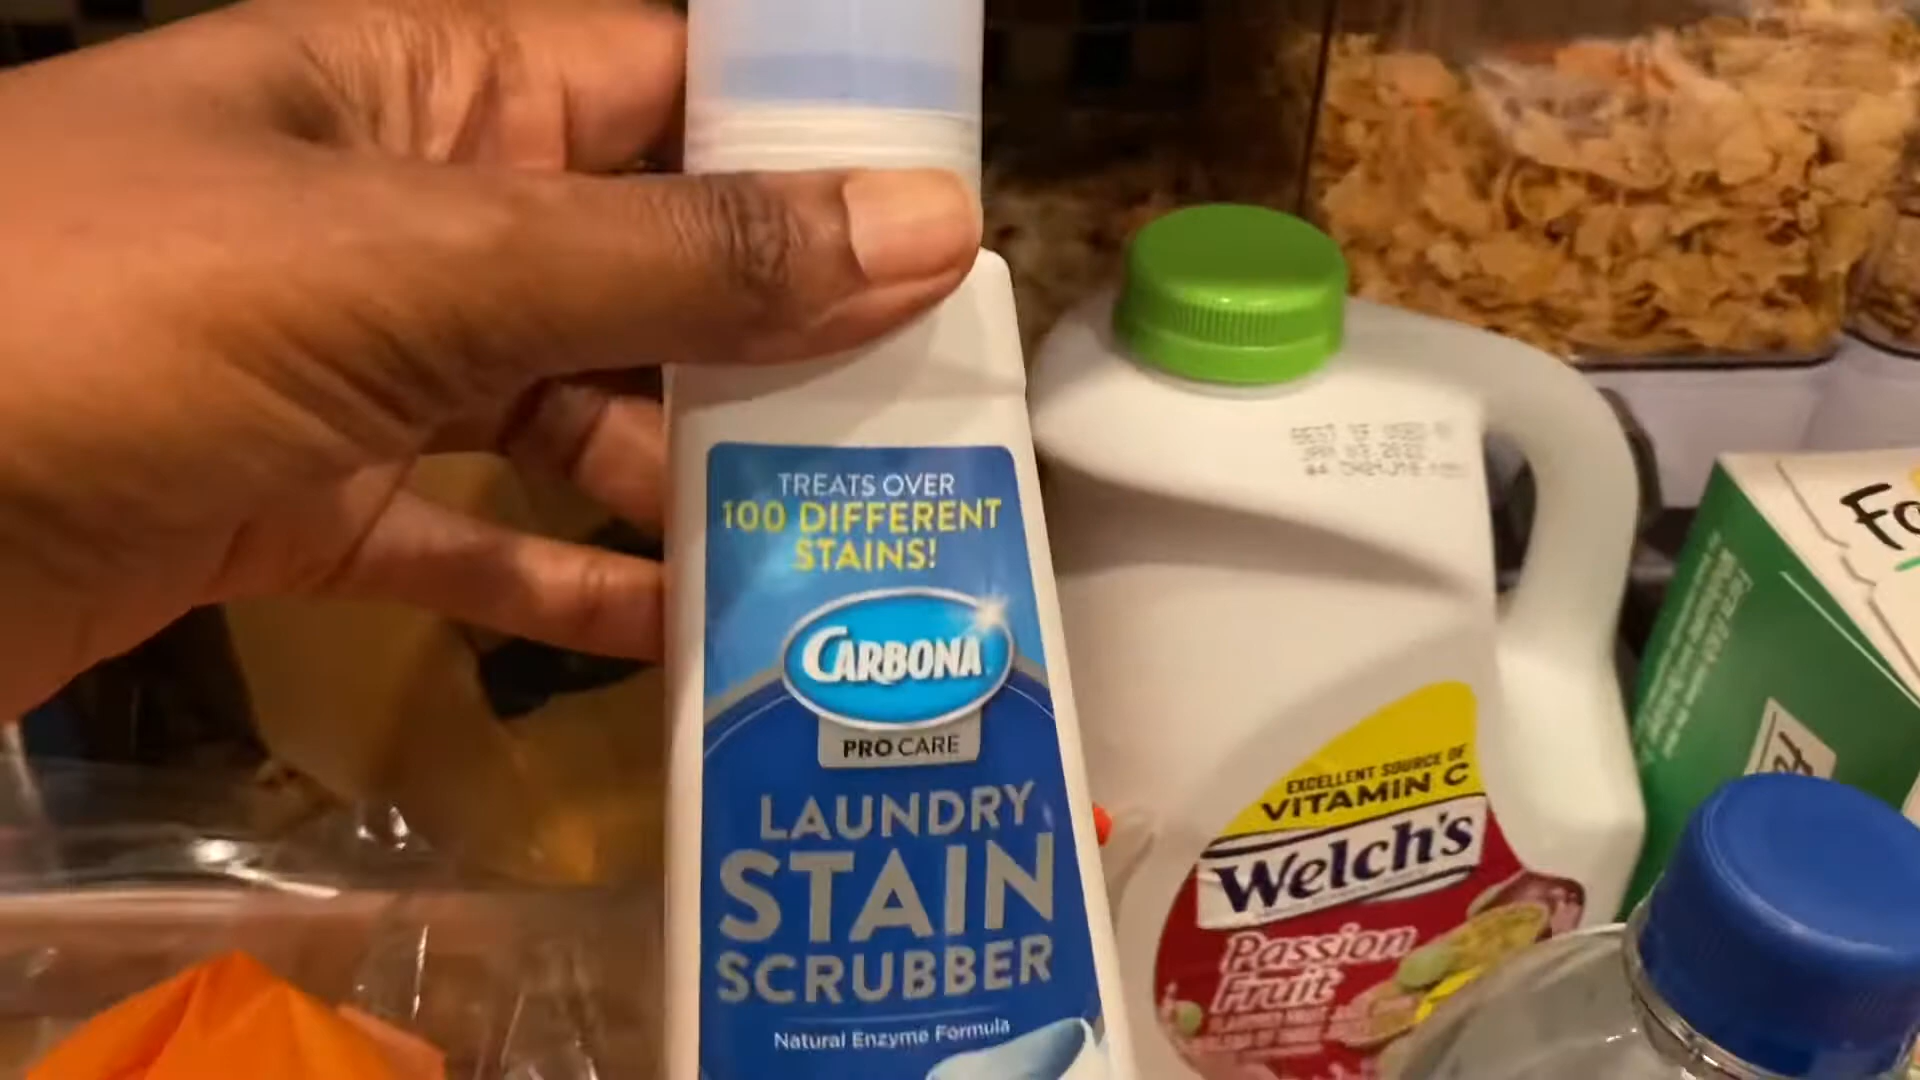 TREATS OVER
100 DIFFERENT
STAINS!
CARBONA
PRO CARE
LAUNDRY
STAIN
SCRUBBER
Natural Enzyme Formula
EXCELLENT SOURCE OF
VITAMIN C
Welch's
Passion
Fruit